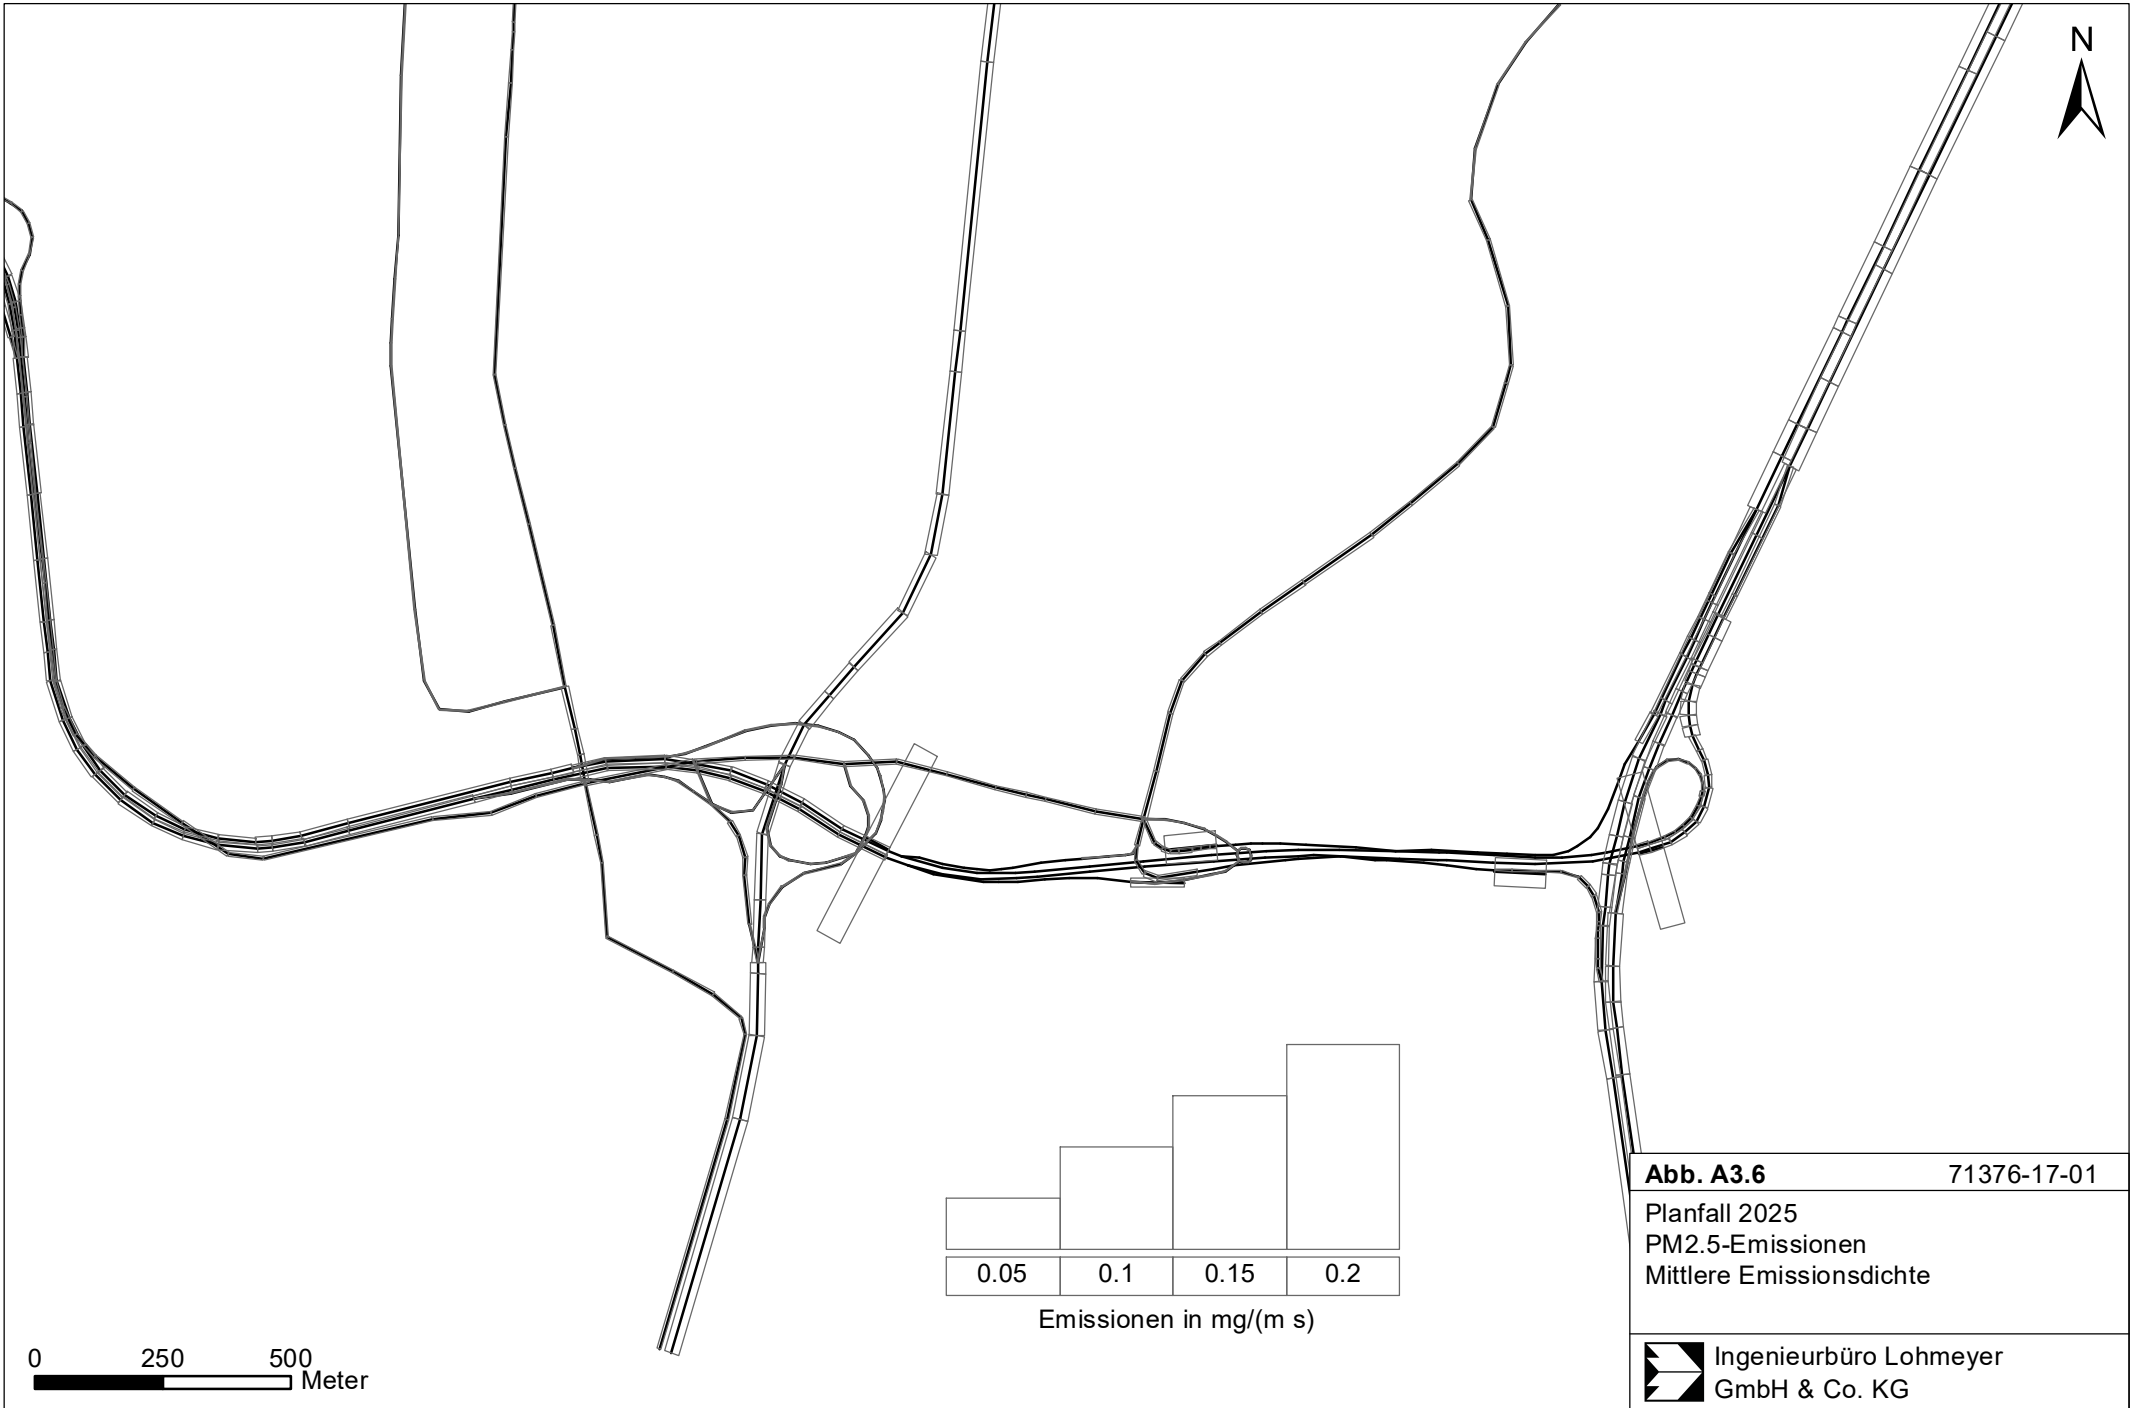 N
0.05 0.1 0.15 0.2
Emissionen in mg/(m s)
0 250 500
Meter
Abb. A3.6 71376-17-01
Planfall 2025
PM2.5-Emissionen
Mittlere Emissionsdichte
Ingenieurbüro Lohmeyer
GmbH & Co. KG